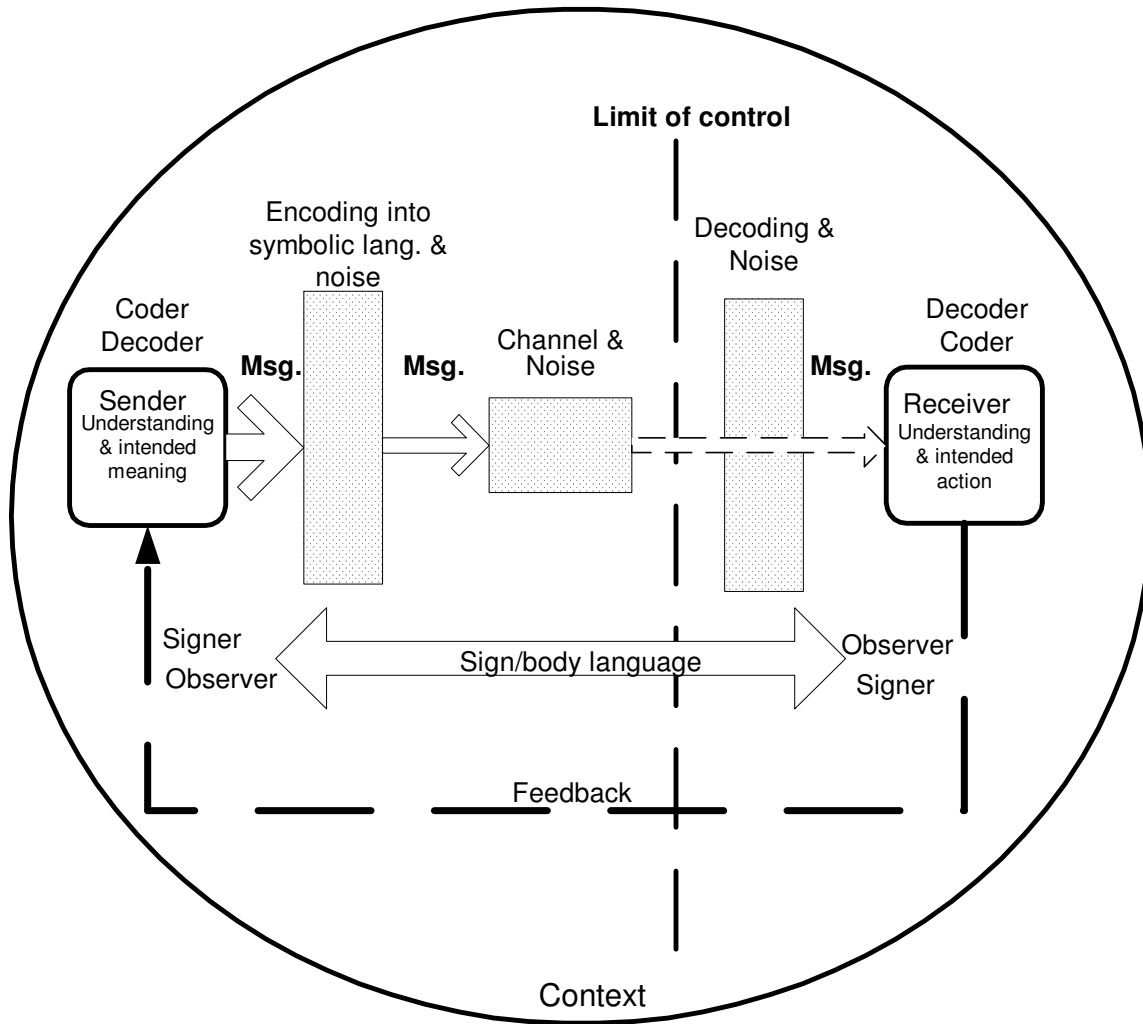 Limit of control
Encoding into
symbolic lang. &
noise
Decoding &
Noise
Coder
Decoder
Msg.
Msg.
Channel &
Noise
Msg.
Decoder
Coder
Sender
Understanding
& intended
meaning
Receiver
Understanding
& intended
action
Signer
Observer
Sign/body language
Observer
Signer
Feedback
Context